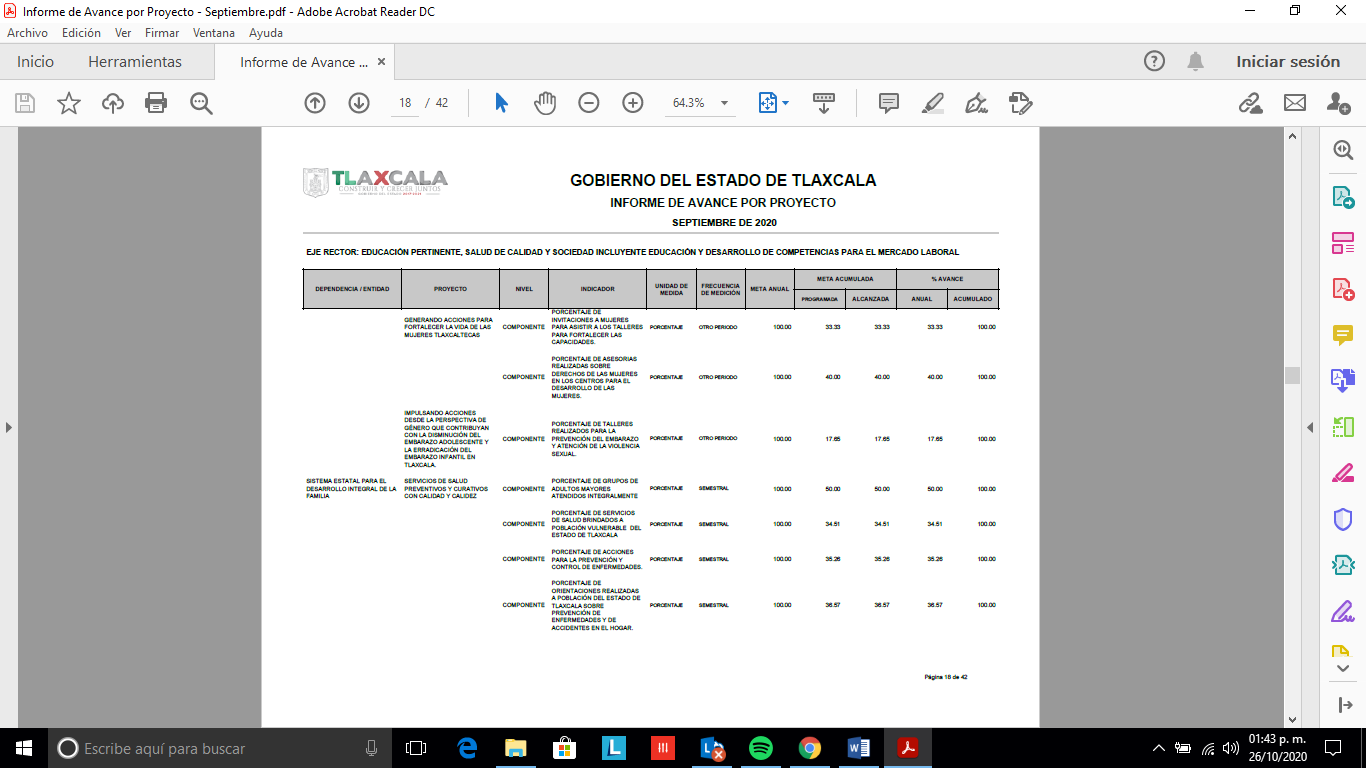 Informe de Avance por Proyecto - Septiembre.pdf - Adobe Acrobat Reader DC
Archivo Edición Ver Firmar Ventana Ayuda
Inicio Herramientas Informe de Avance ... × Iniciar sesión
18 / 42 64.3%
TLAXCALA
CONSTRUIR Y CRECER JUNTOS
GOBIERNO DEL ESTADO DE TLAXCALA
INFORME DE AVANCE POR PROYECTO
SEPTIEMBRE DE 2020
EJE RECTOR: EDUCACIÓN PERTINENTE, SALUD DE CALIDAD Y SOCIEDAD INCLUYENTE EDUCACIÓN Y DESARROLLO DE COMPETENCIAS PARA EL MERCADO LABORAL
DEPENDENCIA / ENTIDAD
PROYECTO
NIVEL
INDICADOR
UNIDAD DE
MEDIDA
FRECUENCIA
DE MEDICIÓN
META ANUAL
META ACUMULADA
PROGRAMADA ALCANZADA
% AVANCE
ANUAL ACUMULADO
GENERANDO ACCIONES PARA
FORTALECER LA VIDA DE LAS
MUJERES TLAXCALTECAS
COMPONENTE
PORCENTAJE DE
INVITACIONES A MUJERES
PARA ASISTIR A LOS TALLERES
PARA FORTALECER LAS
CAPACIDADES.
PORCENTAJE OTRO PERIODO 100.00 33.33 33.33 33.33 100.00
COMPONENTE
PORCENTAJE DE ASESORIAS
REALIZADAS SOBRE
DERECHOS DE LAS MUJERES
EN LOS CENTROS PARA EL
DESARROLLO DE LAS
MUJERES.
PORCENTAJE OTRO PERIODO 100.00 40.00 40.00 40.00 100.00
IMPULSANDO ACCIONES
DESDE LA PERSPECTIVA DE
GÉNERO QUE CONTRIBUYAN
CON LA DISMINUCIÓN DEL
EMBARAZO ADOLESCENTE Y
LA ERRADICACIÓN DEL
EMBARAZO INFANTIL EN
TLAXCALA.
COMPONENTE
PORCENTAJE DE TALLERES
REALIZADOS PARA LA
PREVENCIÓN DEL EMBARAZO
Y ATENCIÓN DE LA VIOLENCIA
SEXUAL.
PORCENTAJE OTRO PERIODO 100.00 17.65 17.65 17.65 100.00
SISTEMA ESTATAL PARA EL
DESARROLLO INTEGRAL DE LA
FAMILIA
SERVICIOS DE SALUD
PREVENTIVOS Y CURATIVOS
CON CALIDAD Y CALIDEZ
COMPONENTE
PORCENTAJE DE GRUPOS DE
ADULTOS MAYORES
ATENDIDOS INTEGRALMENTE
PORCENTAJE SEMESTRAL 100.00 50.00 50.00 50.00 100.00
COMPONENTE
PORCENTAJE DE SERVICIOS
DE SALUD BRINDADOS A
POBLACIÓN VULNERABLE DEL
ESTADO DE TLAXCALA
PORCENTAJE SEMESTRAL 100.00 34.51 34.51 34.51 100.00
COMPONENTE
PORCENTAJE DE ACCIONES
PARA LA PREVENCIÓN Y
CONTROL DE ENFERMEDADES.
PORCENTAJE SEMESTRAL 100.00 35.26 35.26 35.26 100.00
COMPONENTE
PORCENTAJE DE
ORIENTACIONES REALIZADAS
A POBLACIÓN DEL ESTADO DE
TLAXCALA SOBRE
PREVENCIÓN DE
ENFERMEDADES Y DE
ACCIDENTES EN EL HOGAR.
PORCENTAJE SEMESTRAL 100.00 36.57 36.57 36.57 100.00
Página 18 de 42
Escribe aquí para buscar
01:43 p. m.
26/10/2020